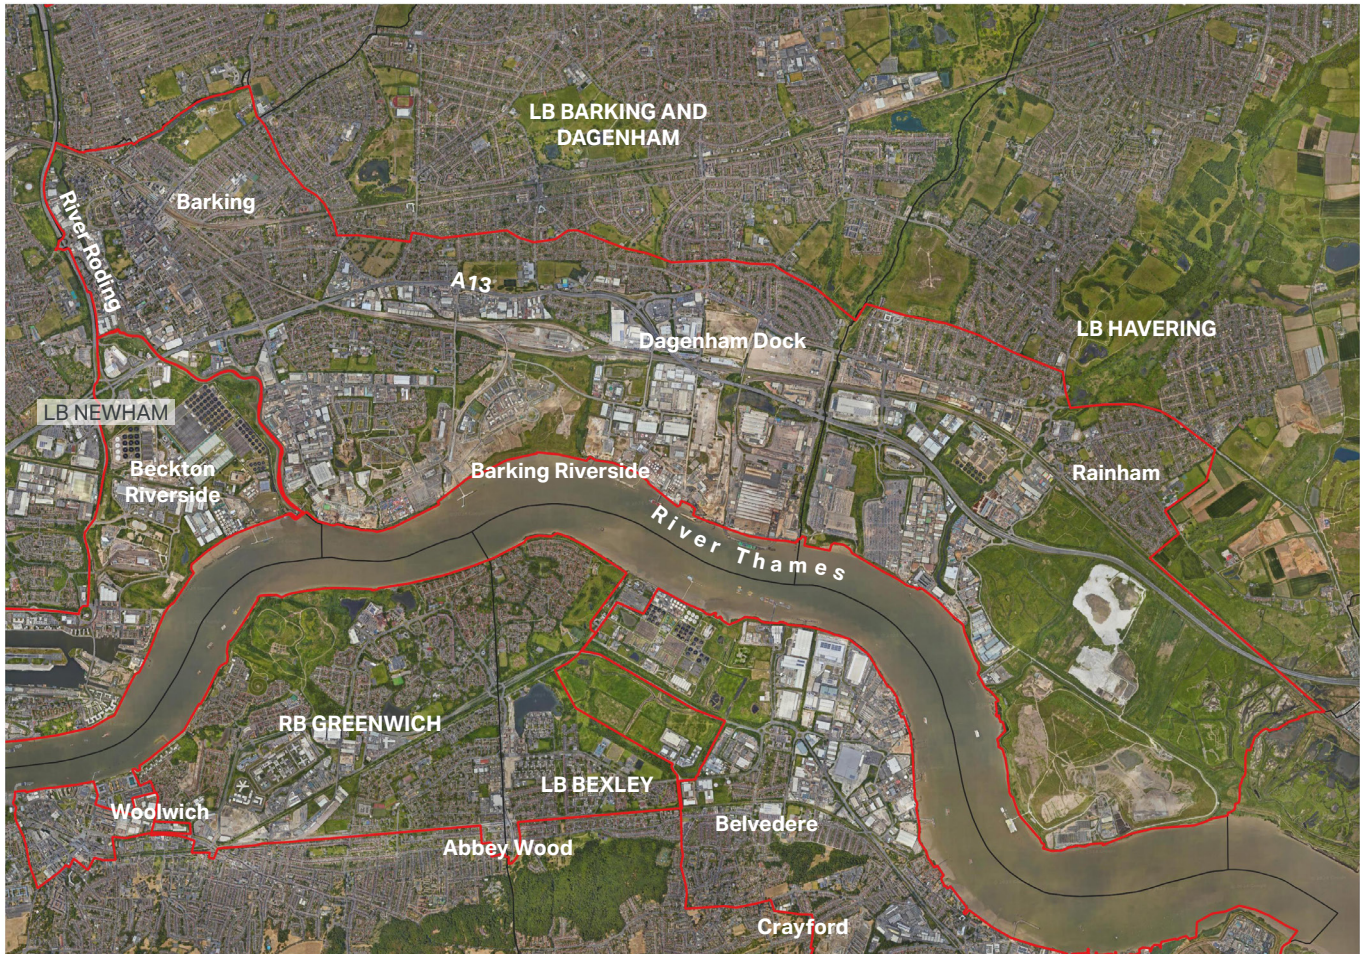 LB BARKING AND
DAGENHAM
Barking
River Roding
A13
LB HAVERING
Dagenham Dock
LB NEWHAM
Beckton
Riverside
Barking Riverside
Rainham
River Thames
RB GREENWICH
LB BEXLEY
Woolwich
Belvedere
Abbey Wood
Crayford